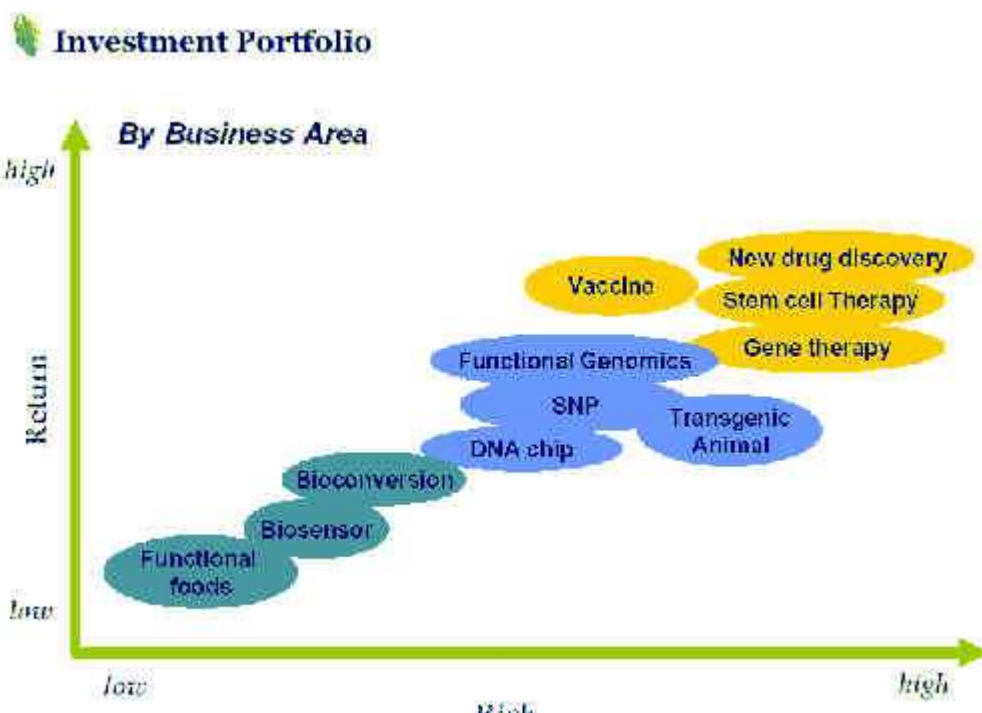 Investment Portfolio
By Business Area
high
New drug discovery
Vaccine
Stem cell Therapy
Gene therapy
Functional Genomics
Return
SNP
Transgenic
Animal
DNA chip
Bioconversion
Biosensor
Functional
foods
low
low
high